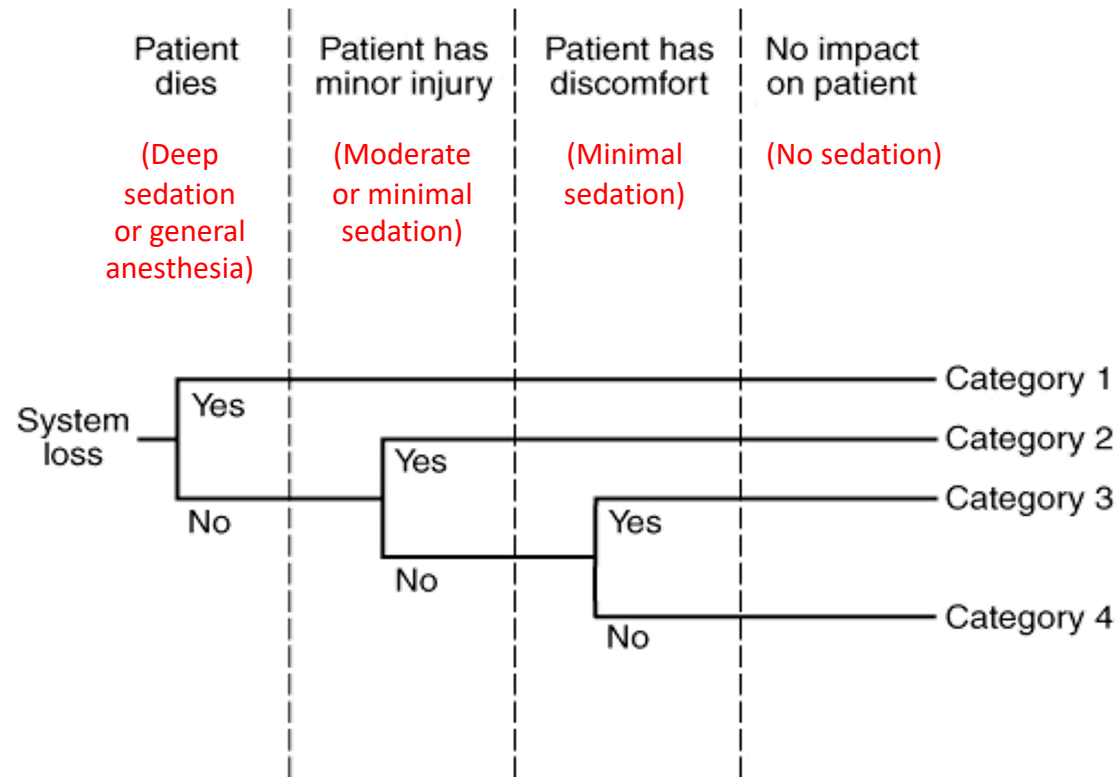 Patient
dies
Patient has
minor injury
Patient has
discomfort
No impact
on patient
(Deep
sedation
or general
anesthesia)
(Moderate
or minimal
sedation)
(Minimal
sedation)
(No sedation)
System
loss
Yes
No
Yes
No
Yes
No
Category 1
Category 2
Category 3
Category 4